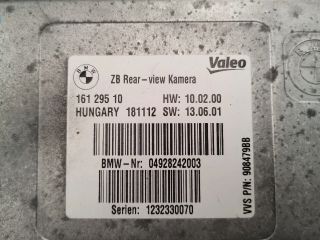 BMW
ZB Rear-view Kamera
Valeo
161 295 10
HW: 10.02.00
HUNGARY 181112
SW: 13.06.01
BMW-Nr: 04928242003
Serien: 1232330070
VVS P/N: 90847988